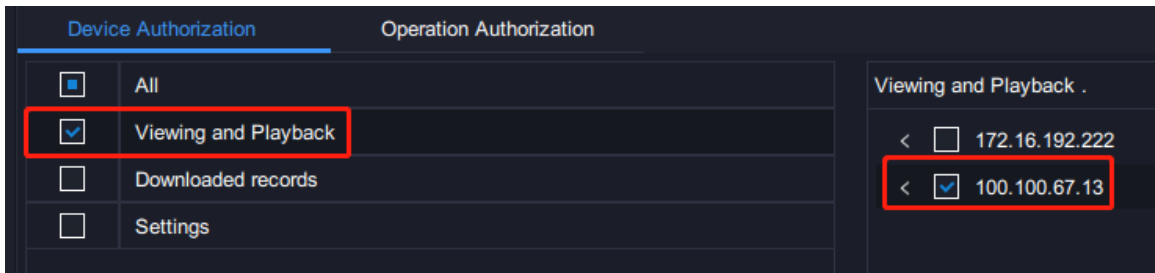 Device Authorization
Operation Authorization
All
Viewing and Playback
Downloaded records
Settings
Viewing and Playback .
< 172.16.192.222
< 100.100.67.13